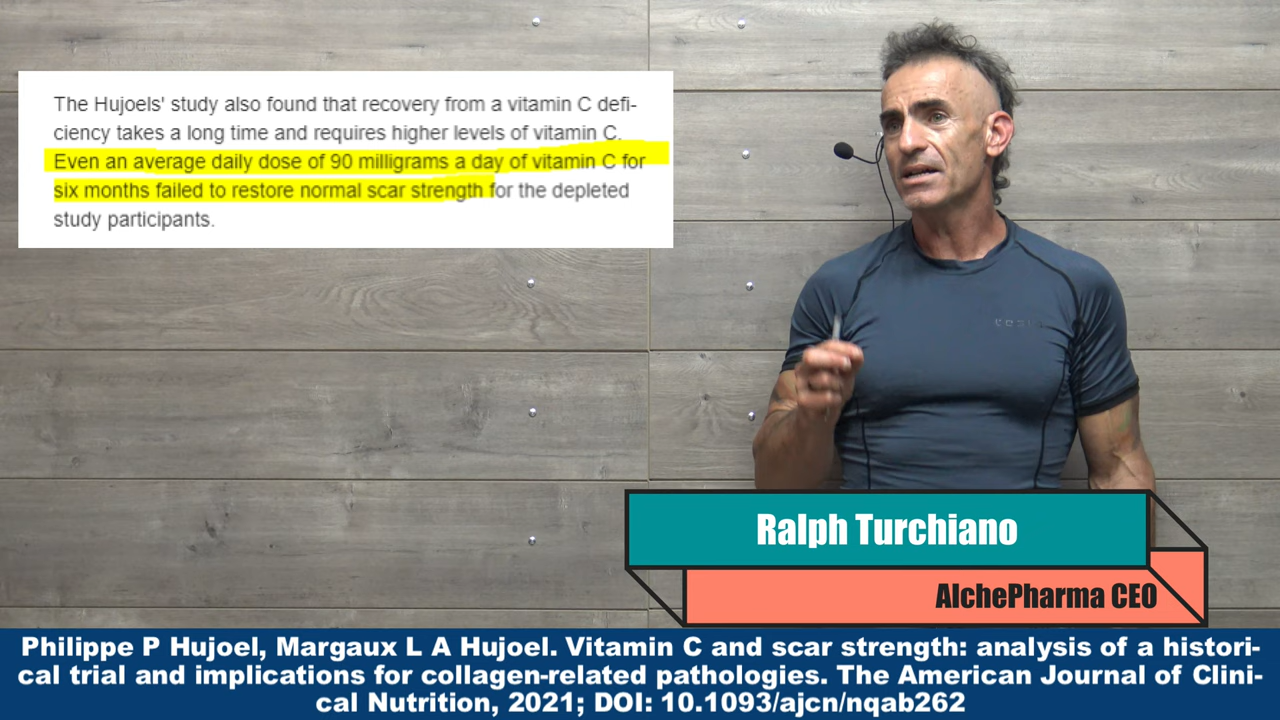 The Hujoels' study also found that recovery from a vitamin C defi-
ciency takes a long time and requires higher levels of vitamin C.
Even an average daily dose of 90 milligrams a day of vitamin C for
six months failed to restore normal scar strength for the depleted
study participants.
Ralph Turchiano
AlchePharma CEO
Philippe P Hujoel, Margaux L A Hujoel. Vitamin C and scar strength: analysis of a histori-
cal trial and implications for collagen-related pathologies. The American Journal of Clini-
cal Nutrition, 2021; DOI: 10.1093/ajcn/nqab262